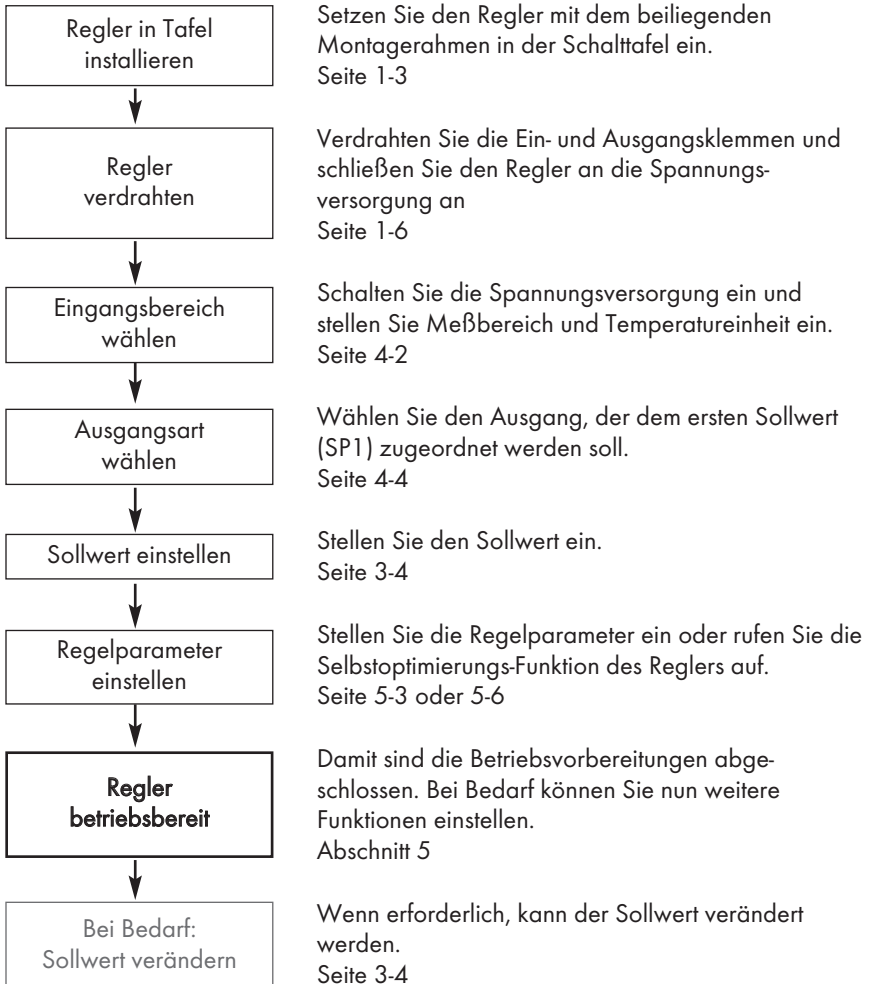 Regler in Tafel
installieren
Setzen Sie den Regler mit dem beiliegenden
Montagerahmen in der Schalttafel ein.
Seite 1-3
Regler
verdrahten
Verdrahten Sie die Ein- und Ausgangsklemmen und
schließen Sie den Regler an die Spannungs-
versorgung an
Seite 1-6
Eingangsbereich
wählen
Schalten Sie die Spannungsversorgung ein und
stellen Sie Meßbereich und Temperatureinheit ein.
Seite 4-2
Ausgangsart
wählen
Wählen Sie den Ausgang, der dem ersten Sollwert
(SP1) zugeordnet werden soll.
Seite 4-4
Sollwert einstellen
Stellen Sie den Sollwert ein.
Seite 3-4
Regelparameter
einstellen
Stellen Sie die Regelparameter ein oder rufen Sie die
Selbstoptimierungs-Funktion des Reglers auf.
Seite 5-3 oder 5-6
Regler
betriebsbereit
Damit sind die Betriebsvorbereitungen abge-
schlossen. Bei Bedarf können Sie nun weitere
Funktionen einstellen.
Abschnitt 5
Bei Bedarf:
Sollwert verändern
Wenn erforderlich, kann der Sollwert verändert
werden.
Seite 3-4